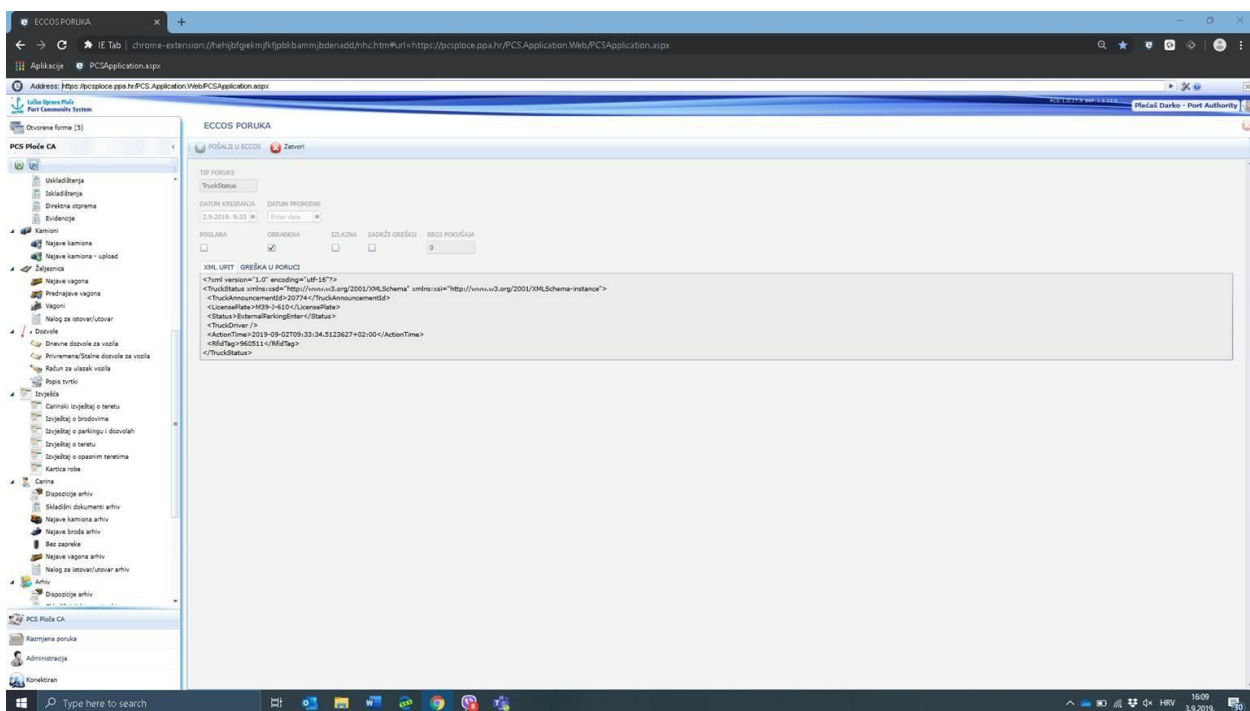 ECCOS PORUKA
IE Tab | chrome-extension://hehijbfgiekmjfkfjpbkbammjbdenadd/nhc.htm#url=https://pcsploce.ppa.hr/PCS.Application.Web/PCSApplication.aspx
Aplikacije PCSApplication.aspx
Address: https://pcsploce.ppa.hr/PCS.Application.Web/PCSApplication.aspx
Lučka Uprava Ploče
Port Community System
Plećaš Darko - Port Authority
Otvorene forme (5)
PCS Ploče CA
Uskladištenja
Iskladištenja
Direktna otprema
Evidencije
Kamioni
Najave kamiona
Najave kamiona - upload
Željeznica
Najave vagona
Prednajave vagona
Vagoni
Nalog za istovar/utovar
Dozvole
Dnevne dozvole za vozila
Privremene/Stalne dozvole za vozila
Račun za ulazak vozila
Popis tvrtki
Izvješća
Carinski izvještaj o teretu
Izvještaj o brodovima
Izvještaj o parkingu i dozvolah
Izvještaj o teretu
Izvještaj o opasnim teretima
Kartica robe
Carina
Dispozicije arhiv
Skladišni dokumenti arhiv
Najave kamiona arhiv
Najave broda arhiv
Bez zapreke
Najave vagona arhiv
Nalog za istovar/utovar arhiv
Arhiv
Dispozicije arhiv
PCS Ploče CA
Razmjena poruka
Administracija
Konektiran
ECCOS PORUKA
POŠALJI U ECCOS Zatvori
TIP PORUKE
TruckStatus
DATUM KREIRANJA DATUM PROMJENE
2.9.2019. 9:33 Enter date
POSLANA OBRAĐENA IZLAZNA SADRŽI GREŠKU BROJ POKUŠAJA
0
XML UPIT GREŠKA U PORUCI
<?xml version="1.0" encoding="utf-16"?>
<TruckStatus xmlns:xsd="http://www.w3.org/2001/XMLSchema" xmlns:xsi="http://www.w3.org/2001/XMLSchema-instance">
<TruckAnnouncementId>20774</TruckAnnouncementId>
<LicensePlate>M39-J-610</LicensePlate>
<Status>ExternalParkingEnter</Status>
<TruckDriver />
<ActionTime>2019-09-02T09:33:34.5123627+02:00</ActionTime>
<RfidTag>960511</RfidTag>
</TruckStatus>
Type here to search
HRV
16:09
3.9.2019.
30